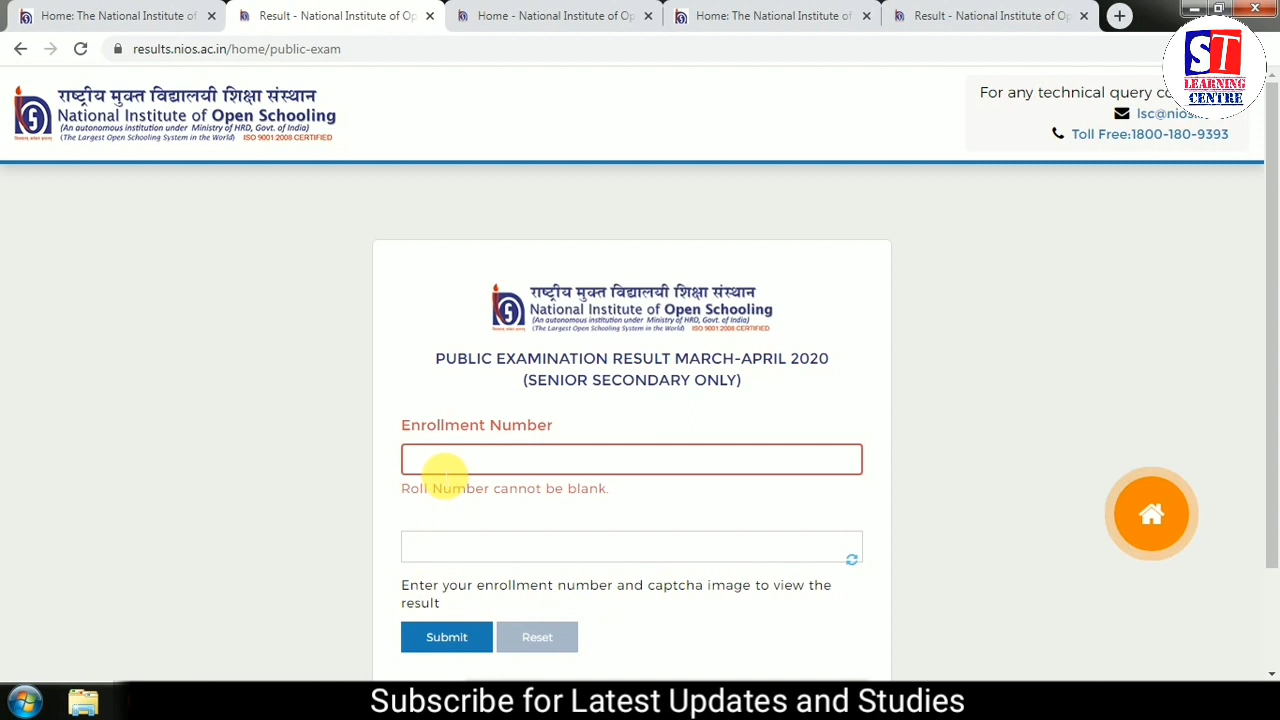 Home: The National Institute of
Result - National Institute of Op
Home - National Institute of Op
Home: The National Institute of
Result - National Institute of Op
results.nios.ac.in/home/public-exam
राष्ट्रीय मुक्त विद्यालयी शिक्षा संस्थान
National Institute of Open Schooling
(An autonomous institution under Ministry of HRD, Govt. of India)
(The Largest Open Schooling System in the World) ISO 9001:2008 CERTIFIED
For any technical query co
lsc@nios
Toll Free:1800-180-9393
ST
LEARNING
CENTRE
राष्ट्रीय मुक्त विद्यालयी शिक्षा संस्थान
National Institute of Open Schooling
(An autonomous institution under Ministry of HRD, Govt. of India)
(The Largest Open Schooling System in the World) ISO 9001:2008 CERTIFIED
PUBLIC EXAMINATION RESULT MARCH-APRIL 2020
(SENIOR SECONDARY ONLY)
Enrollment Number
Roll Number cannot be blank.
Enter your enrollment number and captcha image to view the
result
Submit
Reset
Subscribe for Latest Updates and Studies